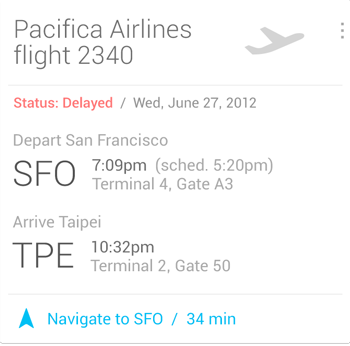 Pacifica Airlines
flight 2340
Status: Delayed / Wed, June 27, 2012
Depart San Francisco
SFO 7:09pm (sched. 5:20pm)
Terminal 4, Gate A3
Arrive Taipei
TPE 10:32pm
Terminal 2, Gate 50
Navigate to SFO / 34 min